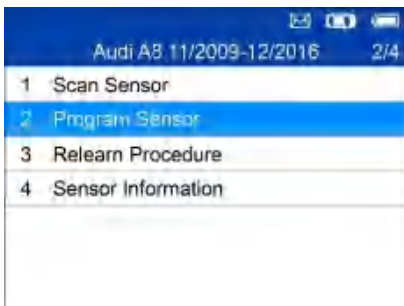 Audi A8 11/2009-12/2016 2/4
1 Scan Sensor
2 Program Sensor
3 Relearn Procedure
4 Sensor Information